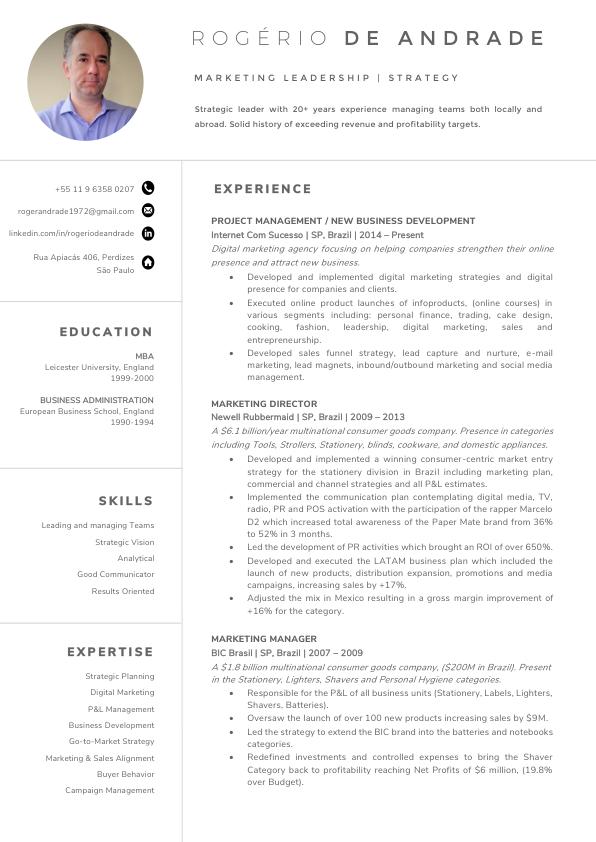 ROGÉRIO DE ANDRADE
MARKETING LEADERSHIP | STRATEGY
Strategic leader with 20+ years experience managing teams both locally and
abroad. Solid history of exceeding revenue and profitability targets.
+55 11 9 6358 0207
rogerandrade1972@gmail.com
linkedin.com/in/rogeriodeandrade
Rua Apiacás 406, Perdizes
São Paulo
EDUCATION
MBA
Leicester University, England
1999-2000
BUSINESS ADMINISTRATION
European Business School, England
1990-1994
SKILLS
Leading and managing Teams
Strategic Vision
Analytical
Good Communicator
Results Oriented
EXPERTISE
Strategic Planning
Digital Marketing
P&L Management
Business Development
Go-to-Market Strategy
Marketing & Sales Alignment
Buyer Behavior
Campaign Management
EXPERIENCE
PROJECT MANAGEMENT / NEW BUSINESS DEVELOPMENT
Internet Com Sucesso | SP, Brazil | 2014 – Present
Digital marketing agency focusing on helping companies strengthen their online
presence and attract new business.
• Developed and implemented digital marketing strategies and digital
presence for companies and clients.
• Executed online product launches of infoproducts, (online courses) in
various segments including: personal finance, trading, cake design,
cooking, fashion, leadership, digital marketing, sales and
entrepreneurship.
• Developed sales funnel strategy, lead capture and nurture, e-mail
marketing, lead magnets, inbound/outbound marketing and social media
management.
MARKETING DIRECTOR
Newell Rubbermaid | SP, Brazil | 2009 – 2013
A $6.1 billion/year multinational consumer goods company. Presence in categories
including Tools, Strollers, Stationery, blinds, cookware, and domestic appliances.
• Developed and implemented a winning consumer-centric market entry
strategy for the stationery division in Brazil including marketing plan,
commercial and channel strategies and all P&L estimates.
• Implemented the communication plan contemplating digital media, TV,
radio, PR and POS activation with the participation of the rapper Marcelo
D2 which increased total awareness of the Paper Mate brand from 36%
to 52% in 3 months.
• Led the development of PR activities which brought an ROI of over 650%.
• Developed and executed the LATAM business plan which included the
launch of new products, distribution expansion, promotions and media
campaigns, increasing sales by +17%.
• Adjusted the mix in Mexico resulting in a gross margin improvement of
+16% for the category.
MARKETING MANAGER
BIC Brasil | SP, Brazil | 2007 – 2009
A $1.8 billion multinational consumer goods company, ($200M in Brazil). Present
in the Stationery, Lighters, Shavers and Personal Hygiene categories.
• Responsible for the P&L of all business units (Stationery, Labels, Lighters,
Shavers, Batteries).
• Oversaw the launch of over 100 new products increasing sales by $9M.
• Led the strategy to extend the BIC brand into the batteries and notebooks
categories.
• Redefined investments and controlled expenses to bring the Shaver
Category back to profitability reaching Net Profits of $6 million, (19.8%
over Budget).